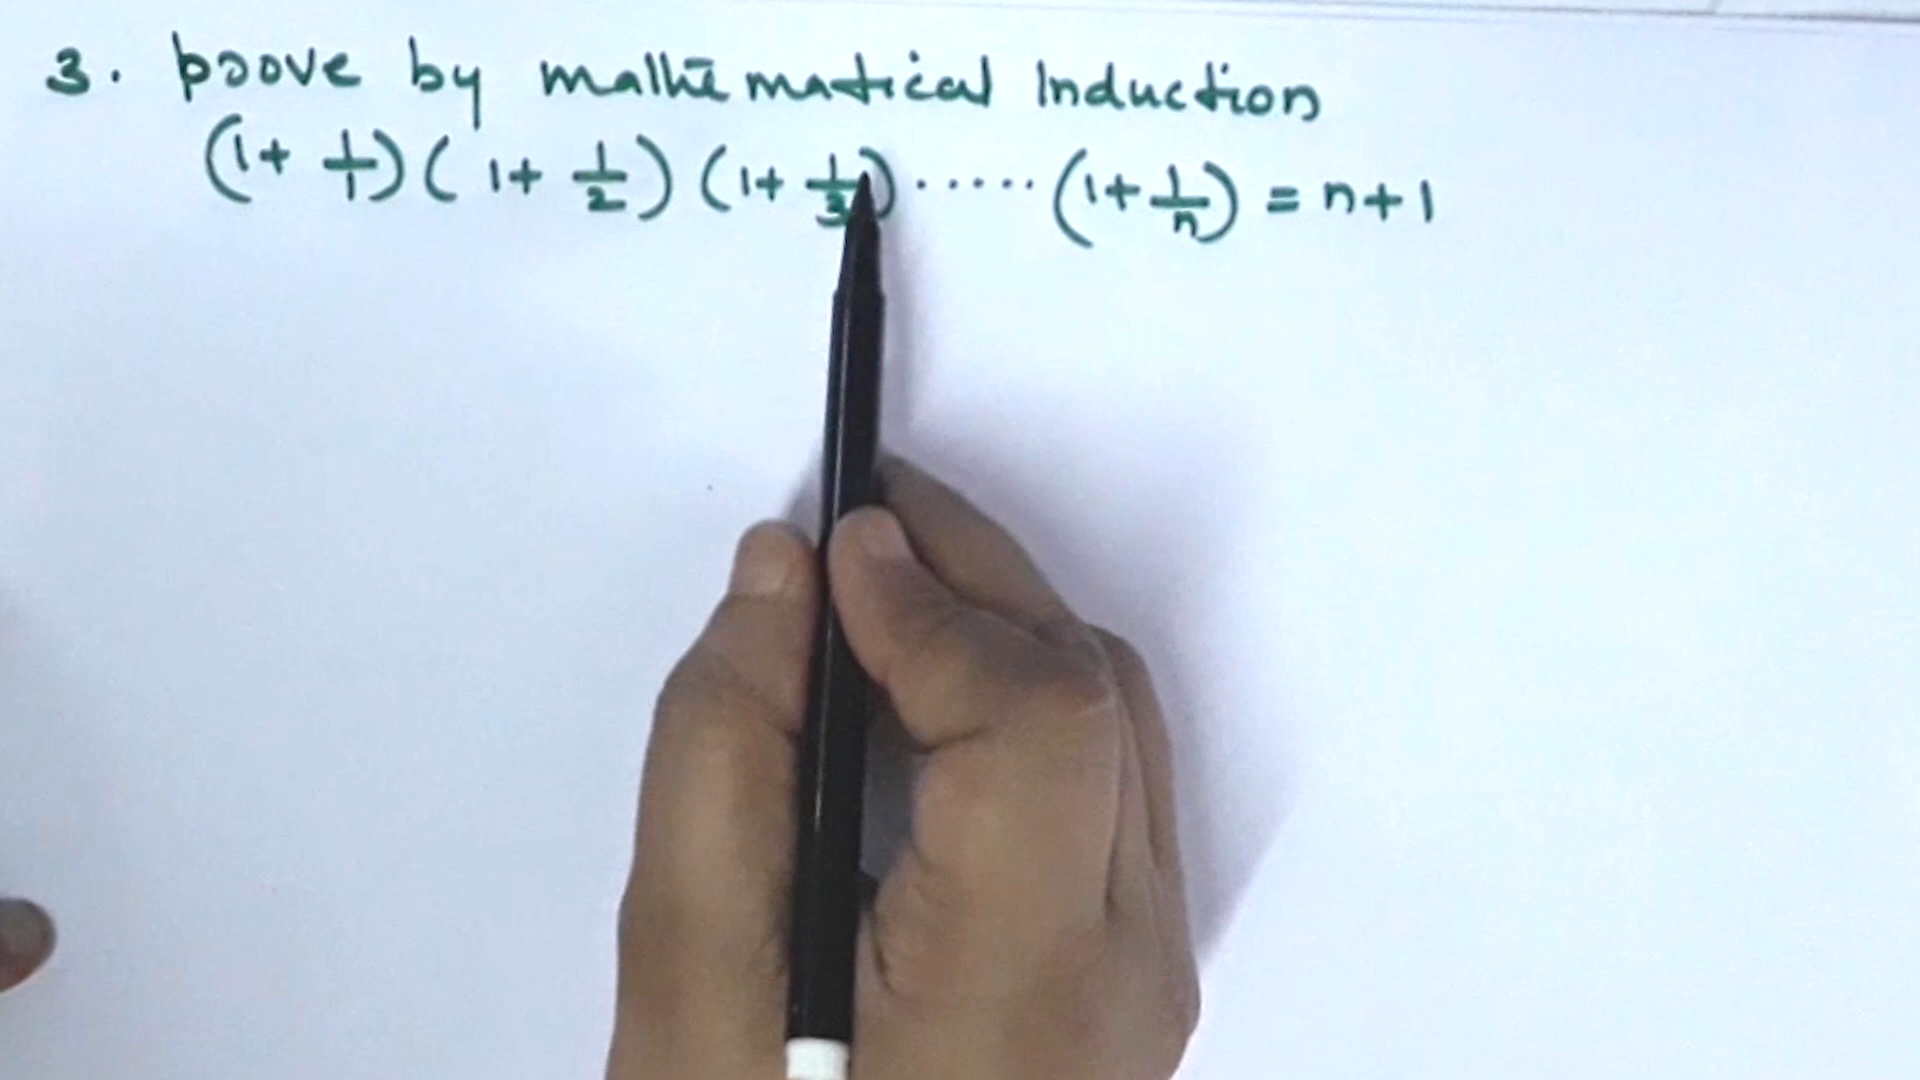 3. prove by mathematical Induction
(1 + 1/1) (1 + 1/2) (1 + 1/3) ..... (1 + 1/n) = n + 1